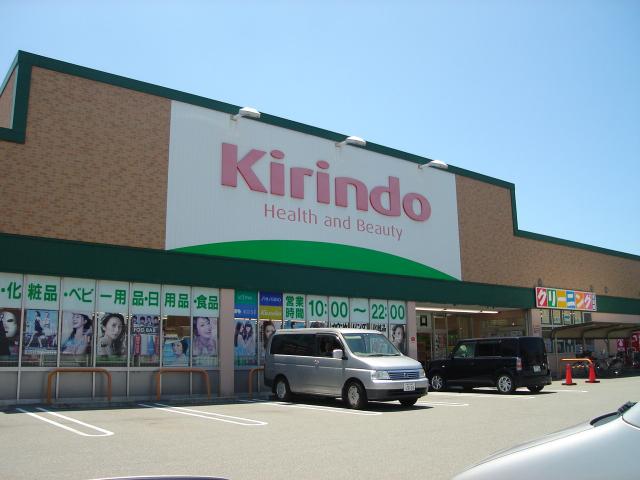 Kirindo
Health and Beauty
・化粧品・ベビー用品・日用品・食品
営業時間 10:00～22:00
クリーニング